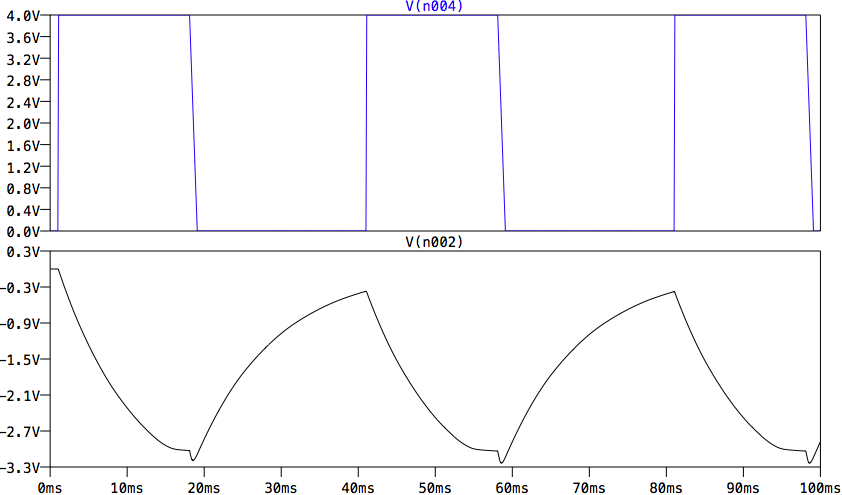 V(n004)
4.0V
3.6V
3.2V
2.8V
2.4V
2.0V
1.6V
1.2V
0.8V
0.4V
0.0V
V(n002)
0.3V
-0.3V
-0.9V
-1.5V
-2.1V
-2.7V
-3.3V
0ms 10ms 20ms 30ms 40ms 50ms 60ms 70ms 80ms 90ms 100ms